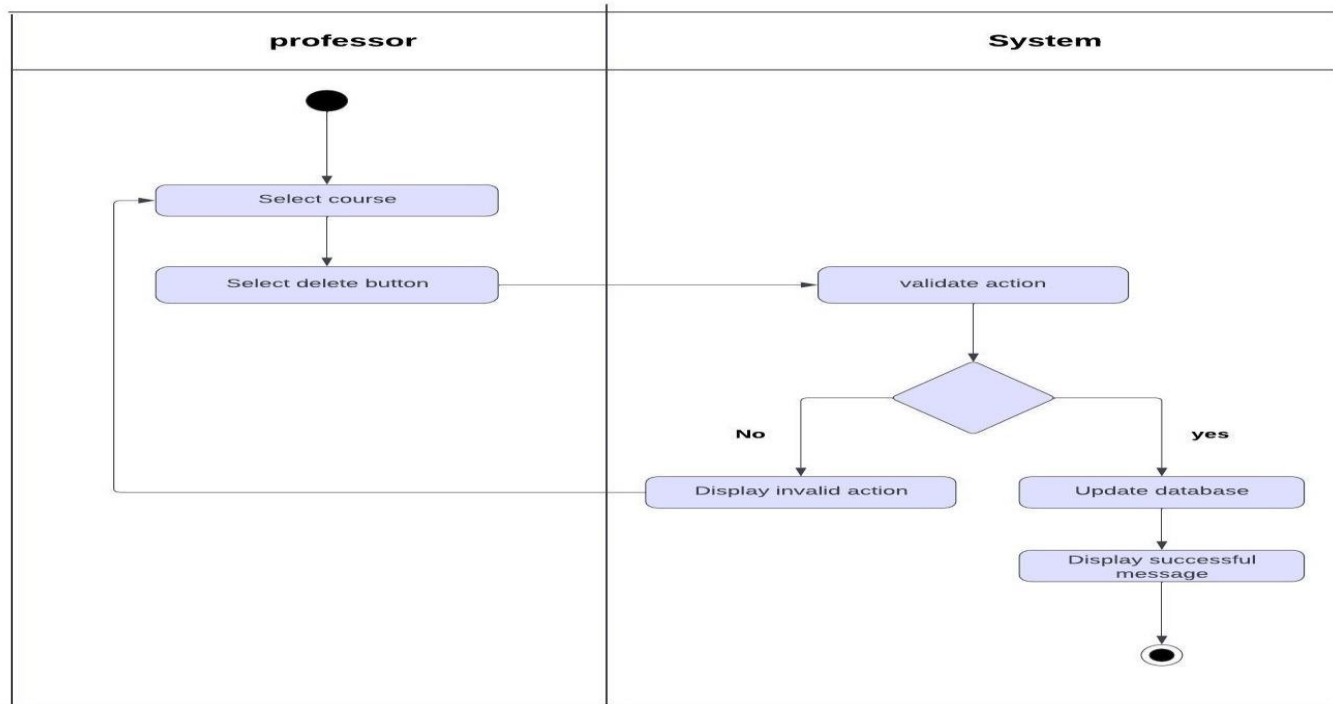 professor
System
Select course
Select delete button
validate action
No
yes
Display invalid action
Update database
Display successful
message